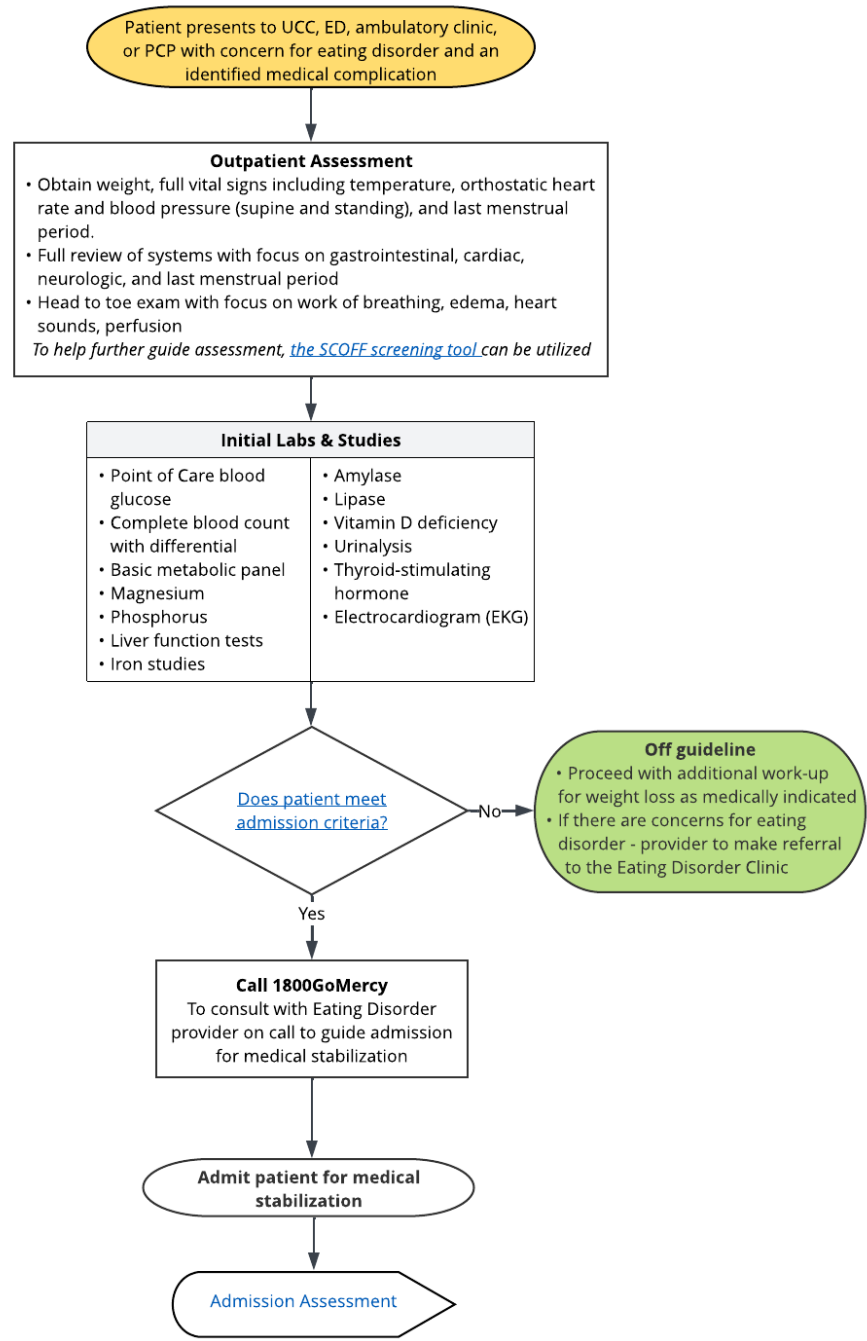 Patient presents to UCC, ED, ambulatory clinic,
or PCP with concern for eating disorder and an
identified medical complication
Outpatient Assessment
• Obtain weight, full vital signs including temperature, orthostatic heart
rate and blood pressure (supine and standing), and last menstrual
period.
• Full review of systems with focus on gastrointestinal, cardiac,
neurologic, and last menstrual period
• Head to toe exam with focus on work of breathing, edema, heart
sounds, perfusion
To help further guide assessment, the SCOFF screening tool can be utilized
Initial Labs & Studies
• Point of Care blood
glucose
• Complete blood count
with differential
• Basic metabolic panel
• Magnesium
• Phosphorus
• Liver function tests
• Iron studies
• Amylase
• Lipase
• Vitamin D deficiency
• Urinalysis
• Thyroid-stimulating
hormone
• Electrocardiogram (EKG)
Does patient meet
admission criteria?
No
Off guideline
• Proceed with additional work-up
for weight loss as medically indicated
• If there are concerns for eating
disorder - provider to make referral
to the Eating Disorder Clinic
Yes
Call 1800GoMercy
To consult with Eating Disorder
provider on call to guide admission
for medical stabilization
Admit patient for medical
stabilization
Admission Assessment